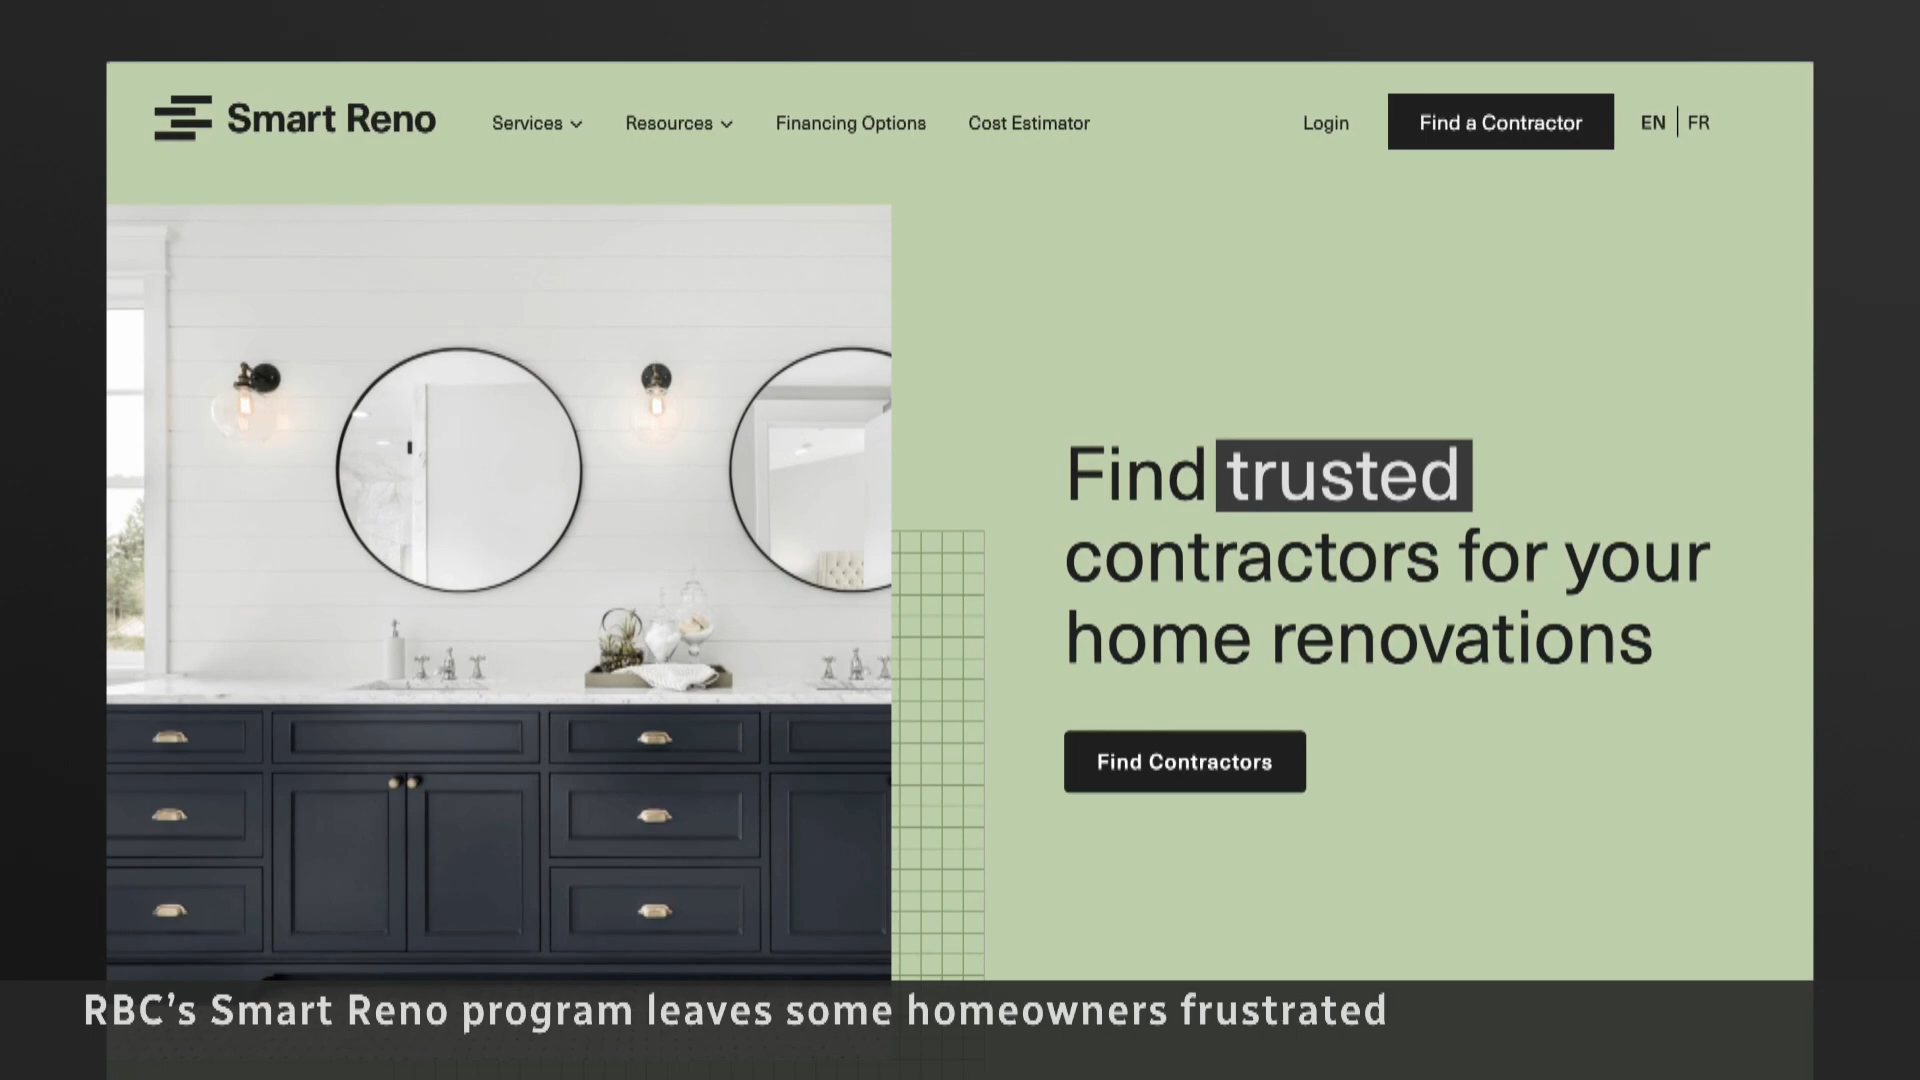 Smart Reno
Services
Resources
Financing Options
Cost Estimator
Login
Find a Contractor
EN | FR
Find trusted
contractors for your
home renovations
Find Contractors
RBC's Smart Reno program leaves some homeowners frustrated